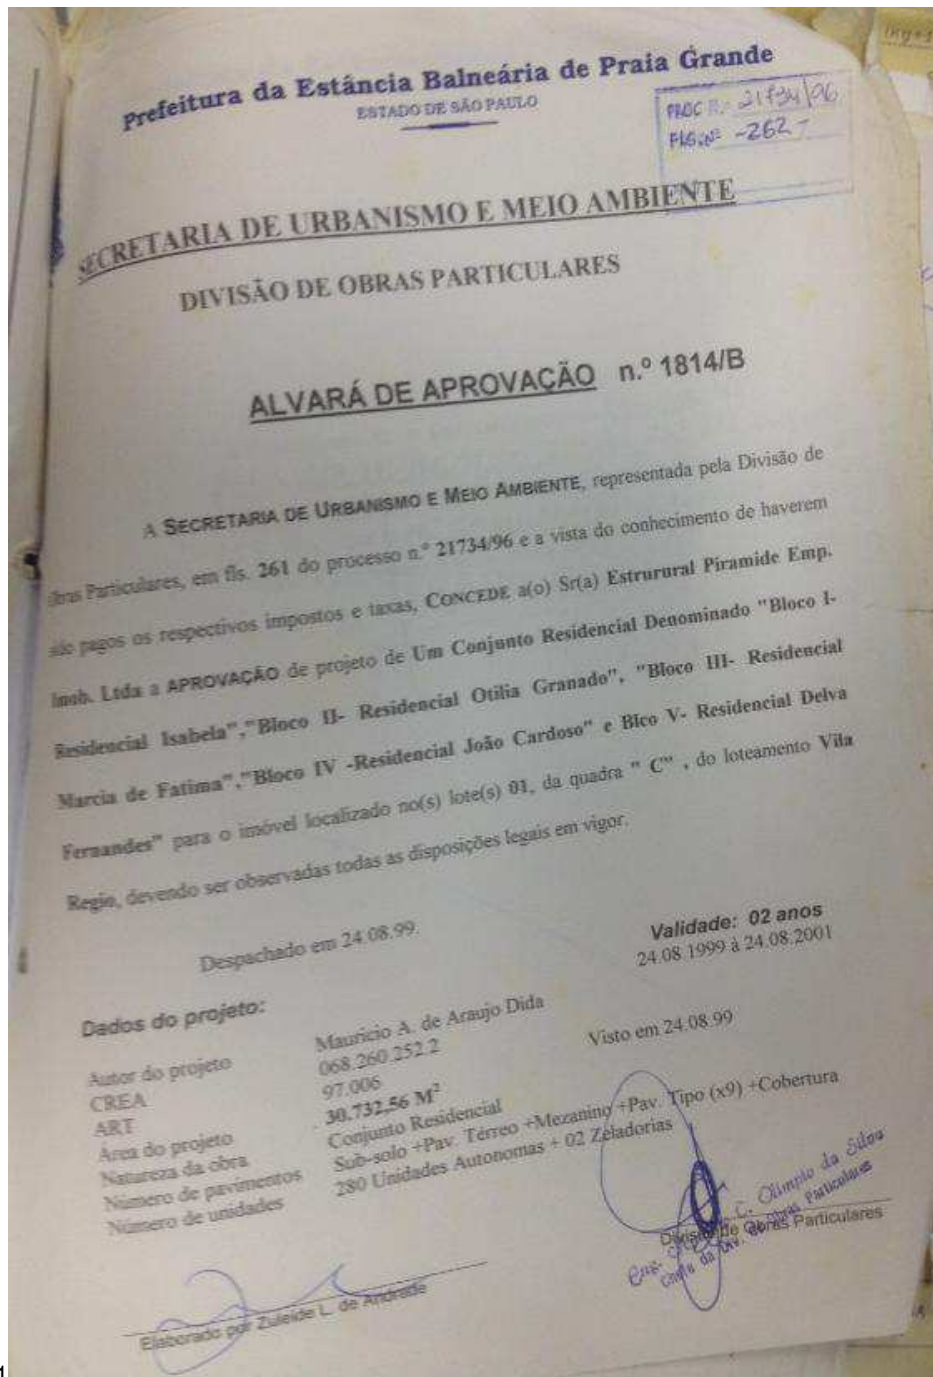 Prefeitura da Estância Balneária de Praia Grande
ESTADO DE SÃO PAULO
PROC N.º 21734/96
FLS. Nº -262-
SECRETARIA DE URBANISMO E MEIO AMBIENTE
DIVISÃO DE OBRAS PARTICULARES
ALVARÁ DE APROVAÇÃO n.º 1814/B
A SECRETARIA DE URBANISMO E MEIO AMBIENTE, representada pela Divisão de
Obras Particulares, em fls. 261 do processo n.º 21734/96 e a vista do conhecimento de haverem
sido pagos os respectivos impostos e taxas, CONCEDE a(o) Sr(a) Estrurural Piramide Emp.
Imob. Ltda a APROVAÇÃO de projeto de Um Conjunto Residencial Denominado "Bloco I-
Residencial Isabela","Bloco II- Residencial Otilia Granado", "Bloco III- Residencial
Marcia de Fatima","Bloco IV -Residencial João Cardoso" e Blco V- Residencial Delva
Fernandes" para o imóvel localizado no(s) lote(s) 01, da quadra " C" , do loteamento Vila
Regio, devendo ser observadas todas as disposições legais em vigor.
Despachado em 24.08.99.
Validade: 02 anos
24.08.1999 à 24.08.2001
Dados do projeto:
Autor do projeto Mauricio A. de Araujo Dida
CREA 068.260.252.2
Visto em 24.08.99
ART 97.006
Área do projeto 30.732,56 M²
Natureza da obra Conjunto Residencial
Número de pavimentos Sub-solo +Pav. Térreo +Mezanino +Pav. Tipo (x9) +Cobertura
Número de unidades 280 Unidades Autonomas + 02 Zeladorias
Eng. C. Olimpio da Silva
Divisão de Obras Particulares
Chefe da Div. de Obras Particulares
Elaborado por Zuleide L. de Andrade
1